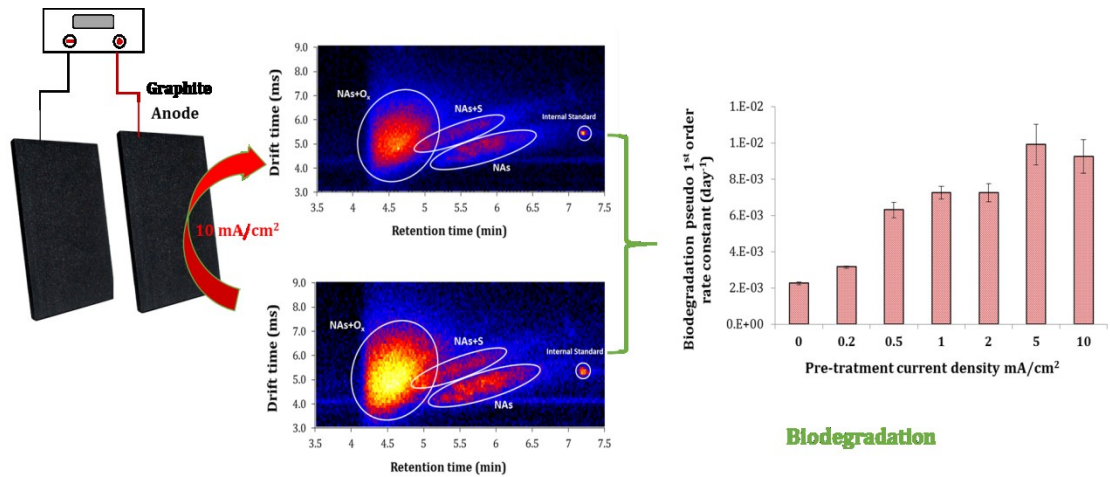 Graphite
Anode
10 mA/cm²
Drift time (ms)
9.0
8.0
7.0
6.0
5.0
4.0
3.0
NAs+Oₓ
NAs+S
NAs
Internal Standard
3.5 4 4.5 5 5.5 6 6.5 7 7.5
Retention time (min)
Drift time (ms)
9.0
8.0
7.0
6.0
5.0
4.0
3.0
NAs+Oₓ
NAs+S
NAs
Internal Standard
3.5 4 4.5 5 5.5 6 6.5 7 7.5
Retention time (min)
Biodegradation pseudo 1st order
rate constant (day⁻¹)
1.E-02
1.E-02
8.E-03
6.E-03
4.E-03
2.E-03
0.E+00
0 0.2 0.5 1 2 5 10
Pre-tratment current density mA/cm²
Biodegradation